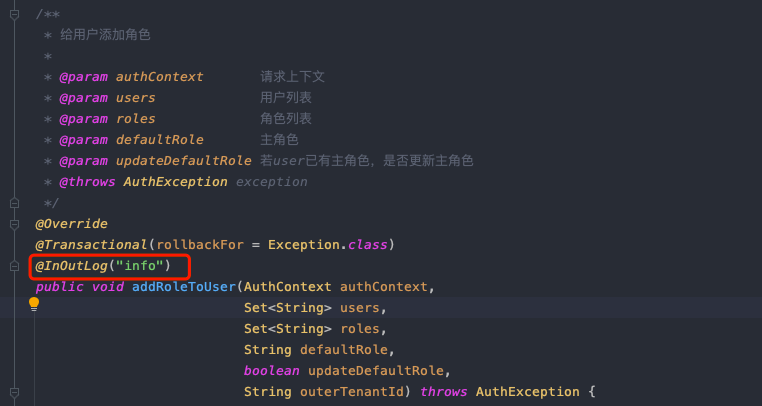 /**
* 给用户添加角色
*
* @param authContext 请求上下文
* @param users 用户列表
* @param roles 角色列表
* @param defaultRole 主角色
* @param updateDefaultRole 若user已有主角色，是否更新主角色
* @throws AuthException exception
*/
@Override
@Transactional(rollbackFor = Exception.class)
@InOutLog("info")
public void addRoleToUser(AuthContext authContext,
Set<String> users,
Set<String> roles,
String defaultRole,
boolean updateDefaultRole,
String outerTenantId) throws AuthException {